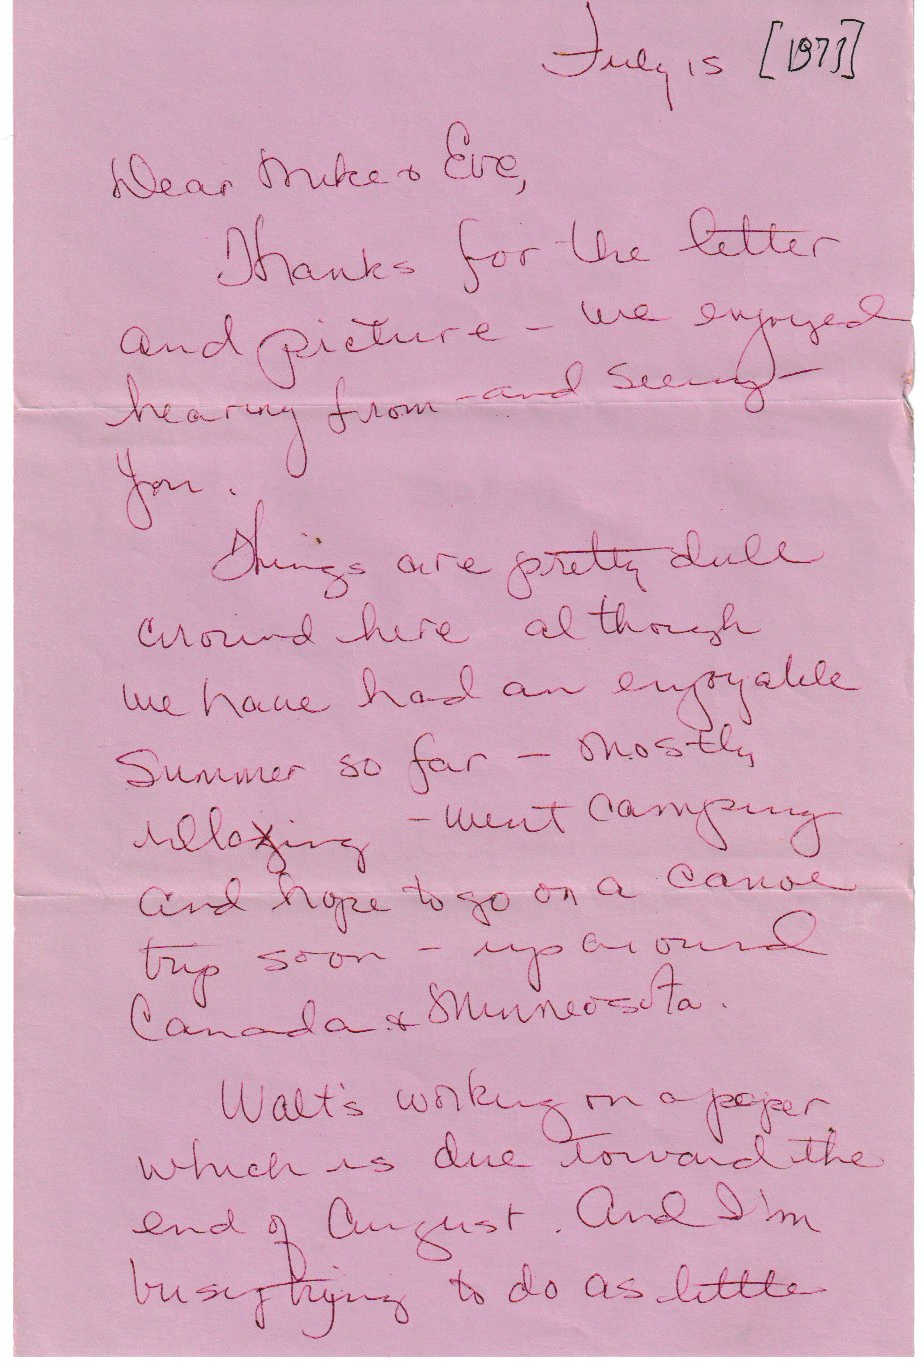 July 15 [1973]
Dear Mike & Eve,
Thanks for the letter
and picture – we enjoyed
hearing from – and seeing –
you.
Things are pretty dull
around here although
we have had an enjoyable
Summer so far – mostly
relaxing – went camping
and hope to go on a canoe
trip soon – up around
Canada & Minneosota.
Walt's working on a paper
which is due toward the
end of August. And I'm
busy trying to do as little